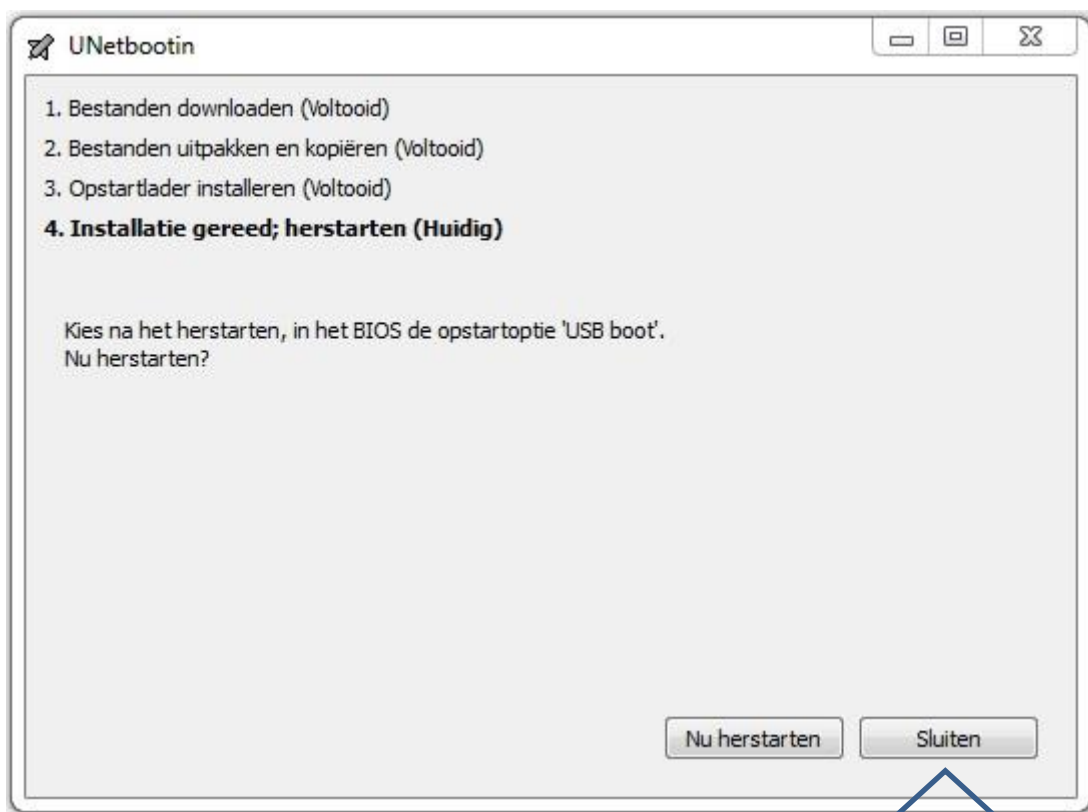 UNetbootin
1. Bestanden downloaden (Voltooid)
2. Bestanden uitpakken en kopiëren (Voltooid)
3. Opstartlader installeren (Voltooid)
4. Installatie gereed; herstarten (Huidig)
Kies na het herstarten, in het BIOS de opstartoptie 'USB boot'.
Nu herstarten?
Nu herstarten
Sluiten